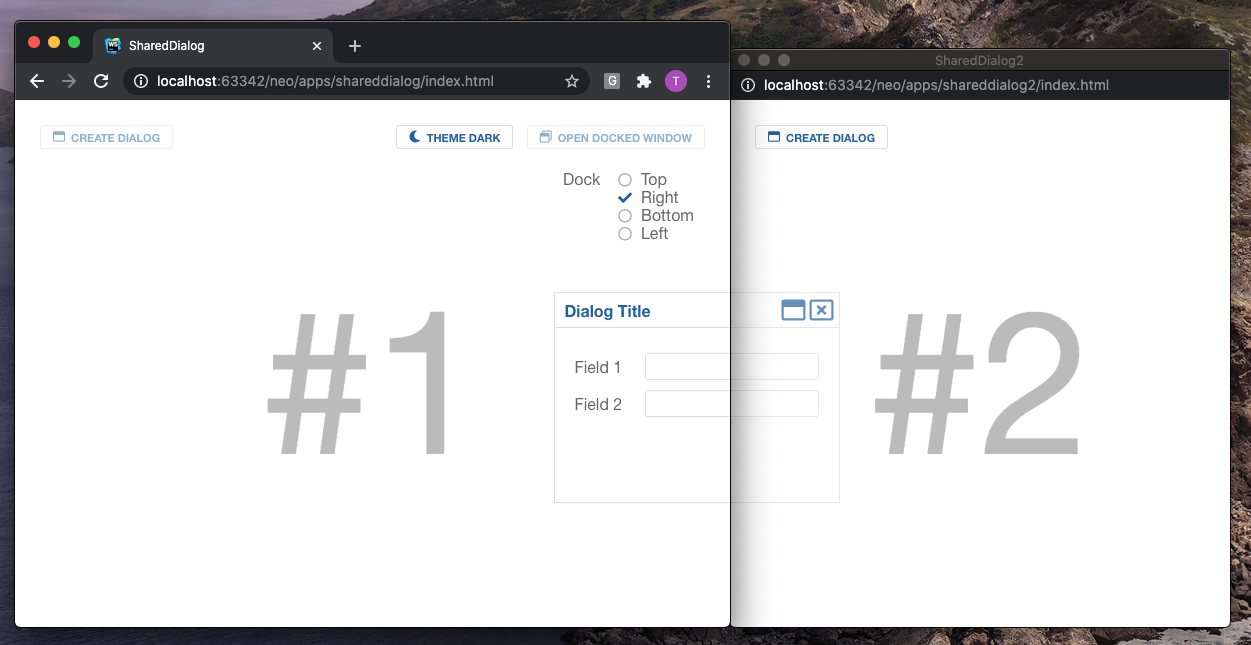 SharedDialog
localhost:63342/neo/apps/shareddialog/index.html
G
T
SharedDialog2
localhost:63342/neo/apps/shareddialog2/index.html
CREATE DIALOG
THEME DARK
OPEN DOCKED WINDOW
CREATE DIALOG
Dock
Top
Right
Bottom
Left
#1
Dialog Title
Field 1
Field 2
#2